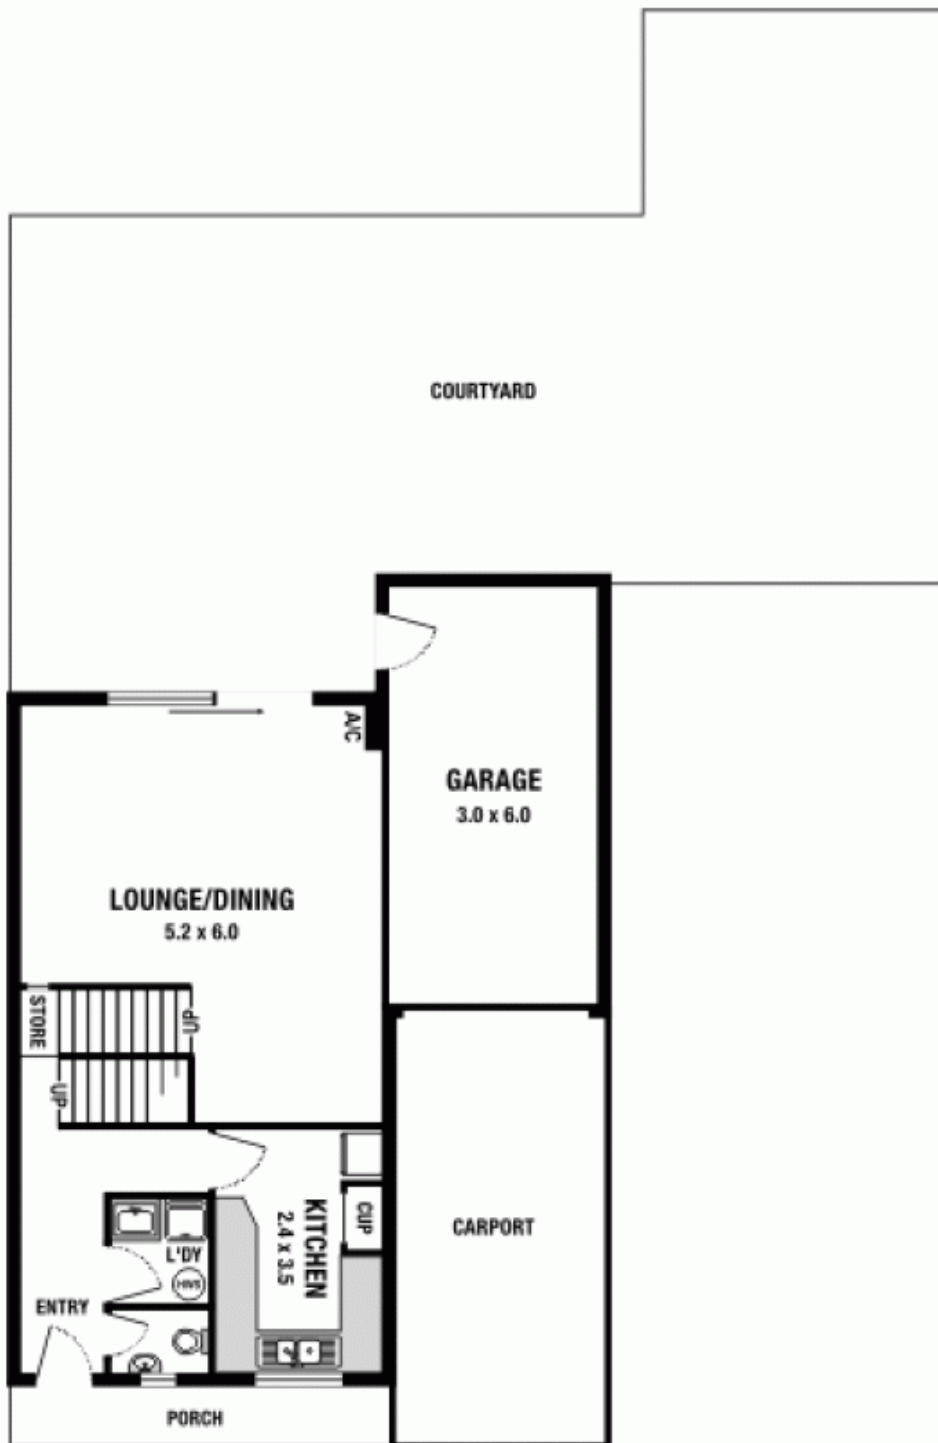 COURTYARD
A/C
GARAGE
3.0 x 6.0
LOUNGE/DINING
5.2 x 6.0
STORE
UP
UP
KITCHEN
2.4 x 3.5
CUP
CARPORT
L'DY
HWS
ENTRY
PORCH